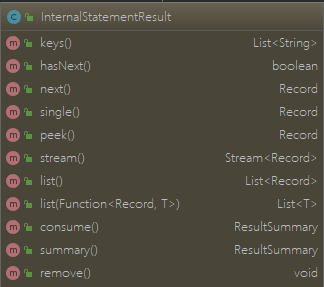 InternalStatementResult
keys() List<String>
hasNext() boolean
next() Record
single() Record
peek() Record
stream() Stream<Record>
list() List<Record>
list(Function<Record, T>) List<T>
consume() ResultSummary
summary() ResultSummary
remove() void